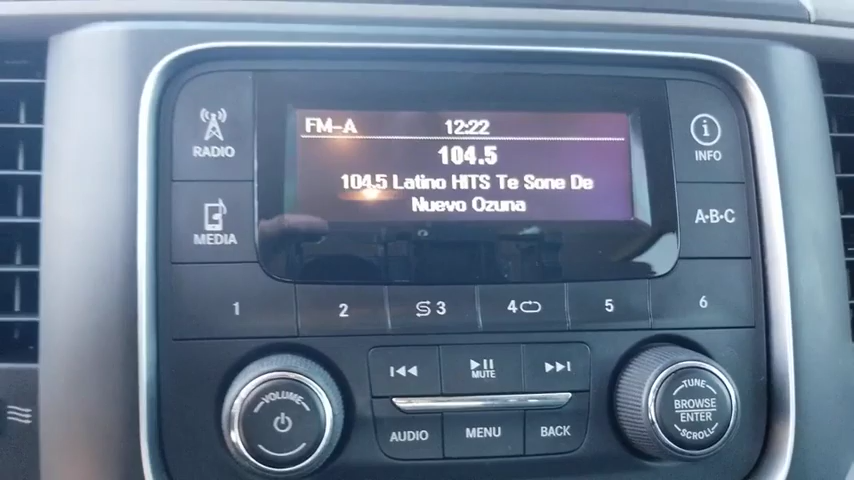 FM-A 12:22
104.5
104.5 Latino HITS Te Sone De
Nuevo Ozuna
RADIO
INFO
MEDIA
A•B•C
1 2 3 4 5 6
MUTE
VOLUME
TUNE
BROWSE
ENTER
SCROLL
AUDIO MENU BACK